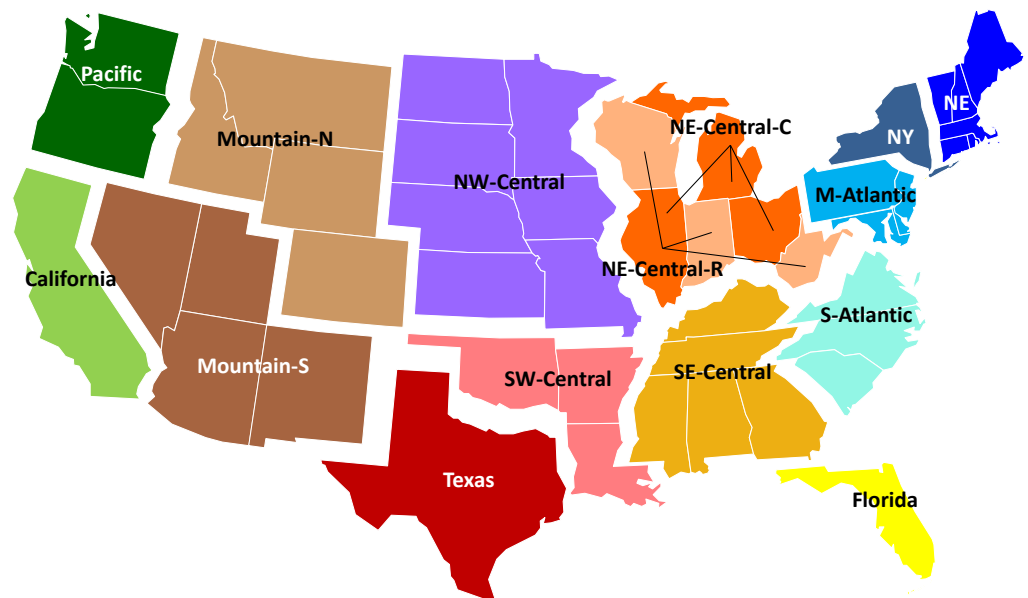 Pacific
NE
NE-Central-C
NY
Mountain-N
NW-Central
M-Atlantic
NE-Central-R
California
S-Atlantic
Mountain-S
SE-Central
SW-Central
Texas
Florida